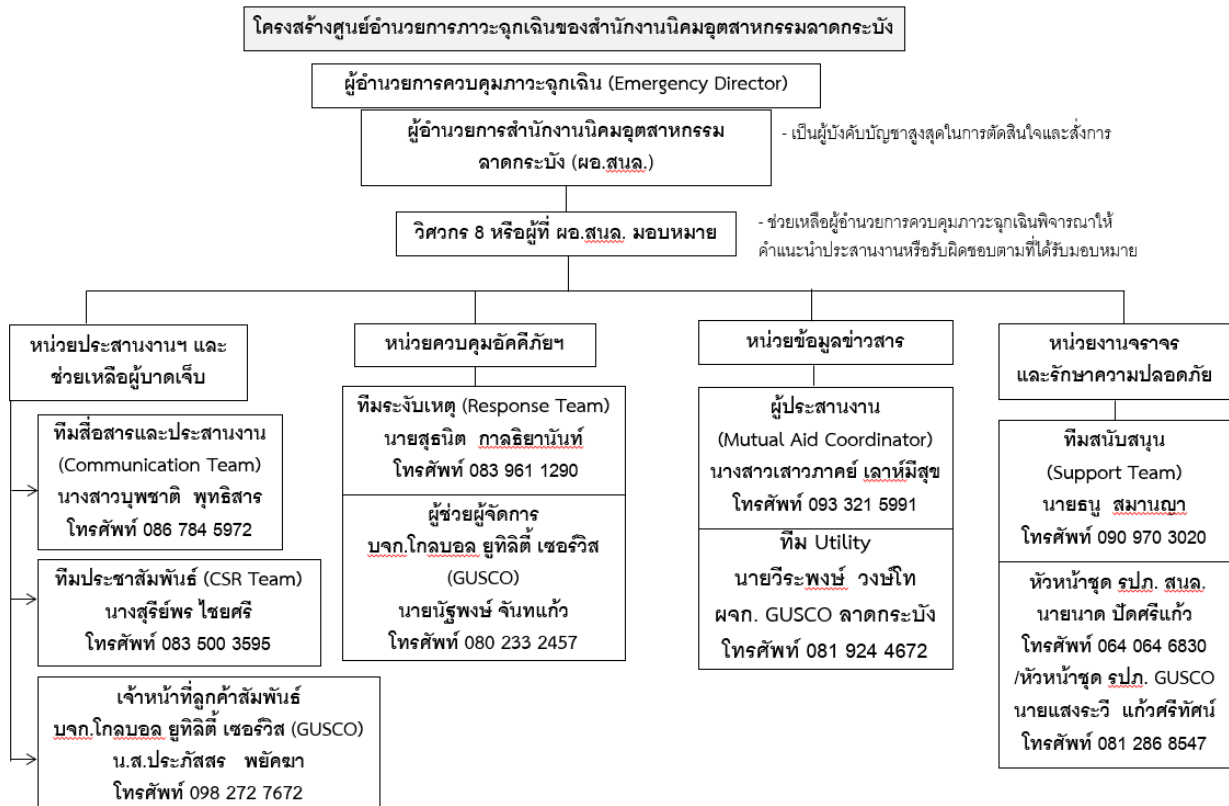 โครงสร้างศูนย์อำนวยการภาวะฉุกเฉินของสำนักงานนิคมอุตสาหกรรมลาดกระบัง
ผู้อำนวยการควบคุมภาวะฉุกเฉิน (Emergency Director)
ผู้อำนวยการสำนักงานนิคมอุตสาหกรรม
ลาดกระบัง (ผอ.สนล.)
- เป็นผู้บังคับบัญชาสูงสุดในการตัดสินใจและสั่งการ
วิศวกร 8 หรือผู้ที่ ผอ.สนล. มอบหมาย
- ช่วยเหลือผู้อำนวยการควบคุมภาวะฉุกเฉินพิจารณาให้
คำแนะนำประสานงานหรือรับผิดชอบตามที่ได้รับมอบหมาย
หน่วยประสานงานฯ และ
ช่วยเหลือผู้บาดเจ็บ
ทีมสื่อสารและประสานงาน
(Communication Team)
นางสาวบุพชาติ พุทธิสาร
โทรศัพท์ 086 784 5972
ทีมประชาสัมพันธ์ (CSR Team)
นางสุรีย์พร ไชยศรี
โทรศัพท์ 083 500 3595
เจ้าหน้าที่ลูกค้าสัมพันธ์
บจก.โกลบอล ยูทิลิตี้ เซอร์วิส (GUSCO)
น.ส.ประภัสสร พยัคฆา
โทรศัพท์ 098 272 7672
หน่วยควบคุมอัคคีภัยฯ
ทีมระงับเหตุ (Response Team)
นายสุธนิต กาลธิยานันท์
โทรศัพท์ 083 961 1290
ผู้ช่วยผู้จัดการ
บจก.โกลบอล ยูทิลิตี้ เซอร์วิส
(GUSCO)
นายนัฐพงษ์ จันทแก้ว
โทรศัพท์ 080 233 2457
หน่วยข้อมูลข่าวสาร
ผู้ประสานงาน
(Mutual Aid Coordinator)
นางสาวเสาวภาคย์ เลาห์มีสุข
โทรศัพท์ 093 321 5991
ทีม Utility
นายวีระพงษ์ วงษ์โท
ผจก. GUSCO ลาดกระบัง
โทรศัพท์ 081 924 4672
หน่วยงานจราจร
และรักษาความปลอดภัย
ทีมสนับสนุน
(Support Team)
นายธนู สมานญา
โทรศัพท์ 090 970 3020
หัวหน้าชุด รปภ. สนล.
นายนาด ปัดศรีแก้ว
โทรศัพท์ 064 064 6830
/หัวหน้าชุด รปภ. GUSCO
นายแสงระวี แก้วศรีทัศน์
โทรศัพท์ 081 286 8547